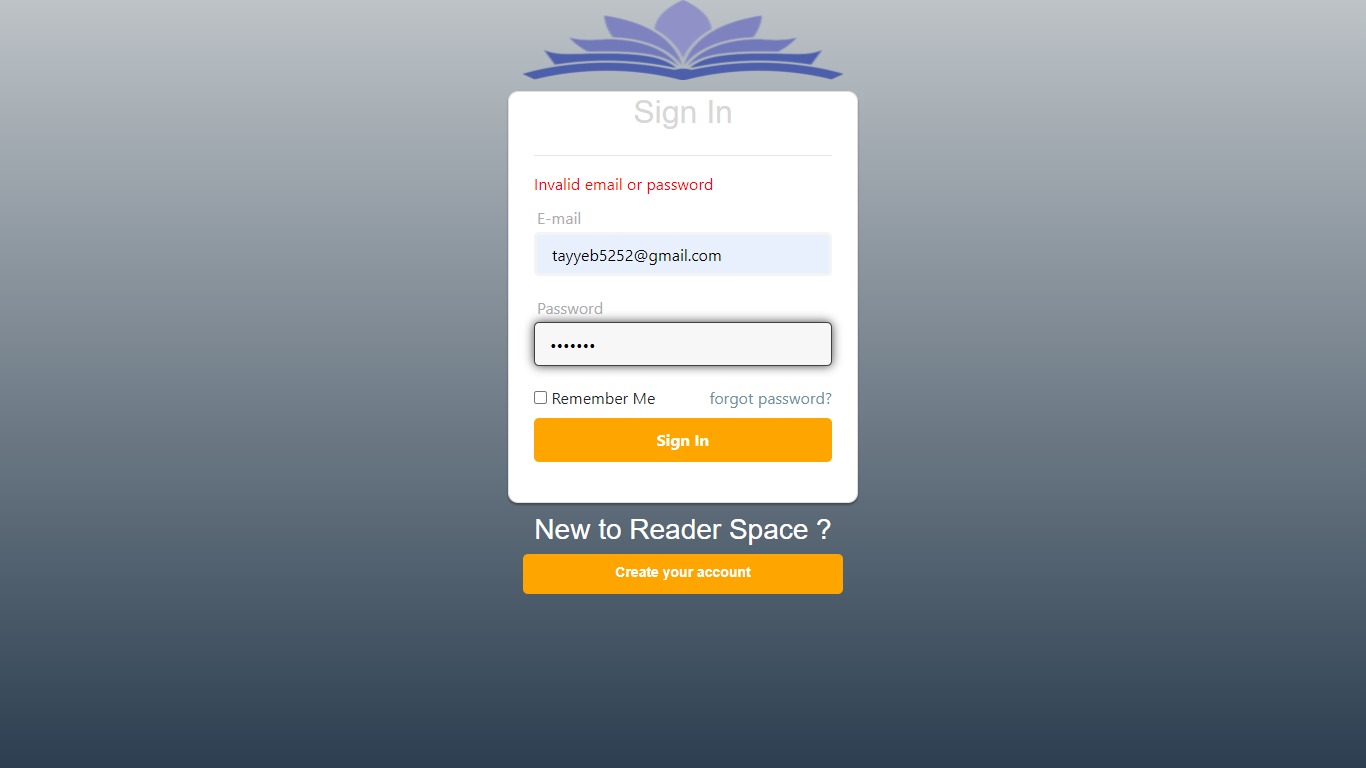 Sign In
Invalid email or password
E-mail
tayyeb5252@gmail.com
Password
•••••••
Remember Me forgot password?
Sign In
New to Reader Space ?
Create your account